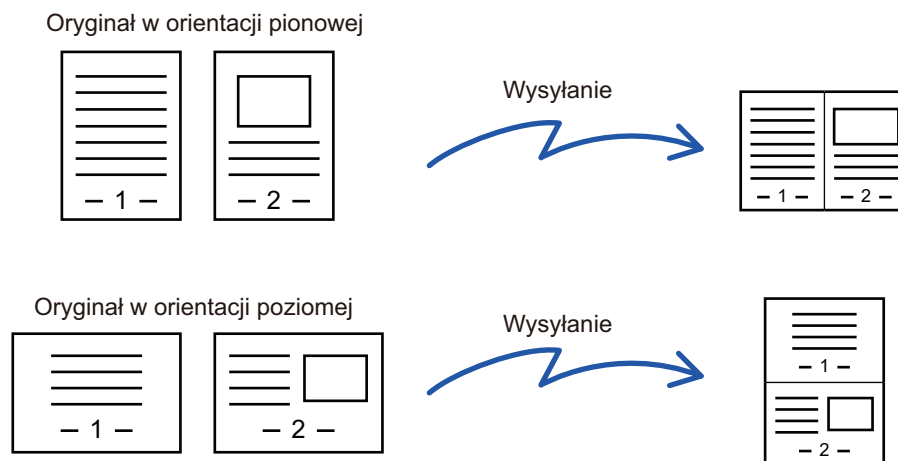 Oryginał w orientacji pionowej
Wysyłanie
– 1 –
– 2 –
– 1 –
– 2 –
Oryginał w orientacji poziomej
Wysyłanie
– 1 –
– 2 –
– 1 –
– 2 –